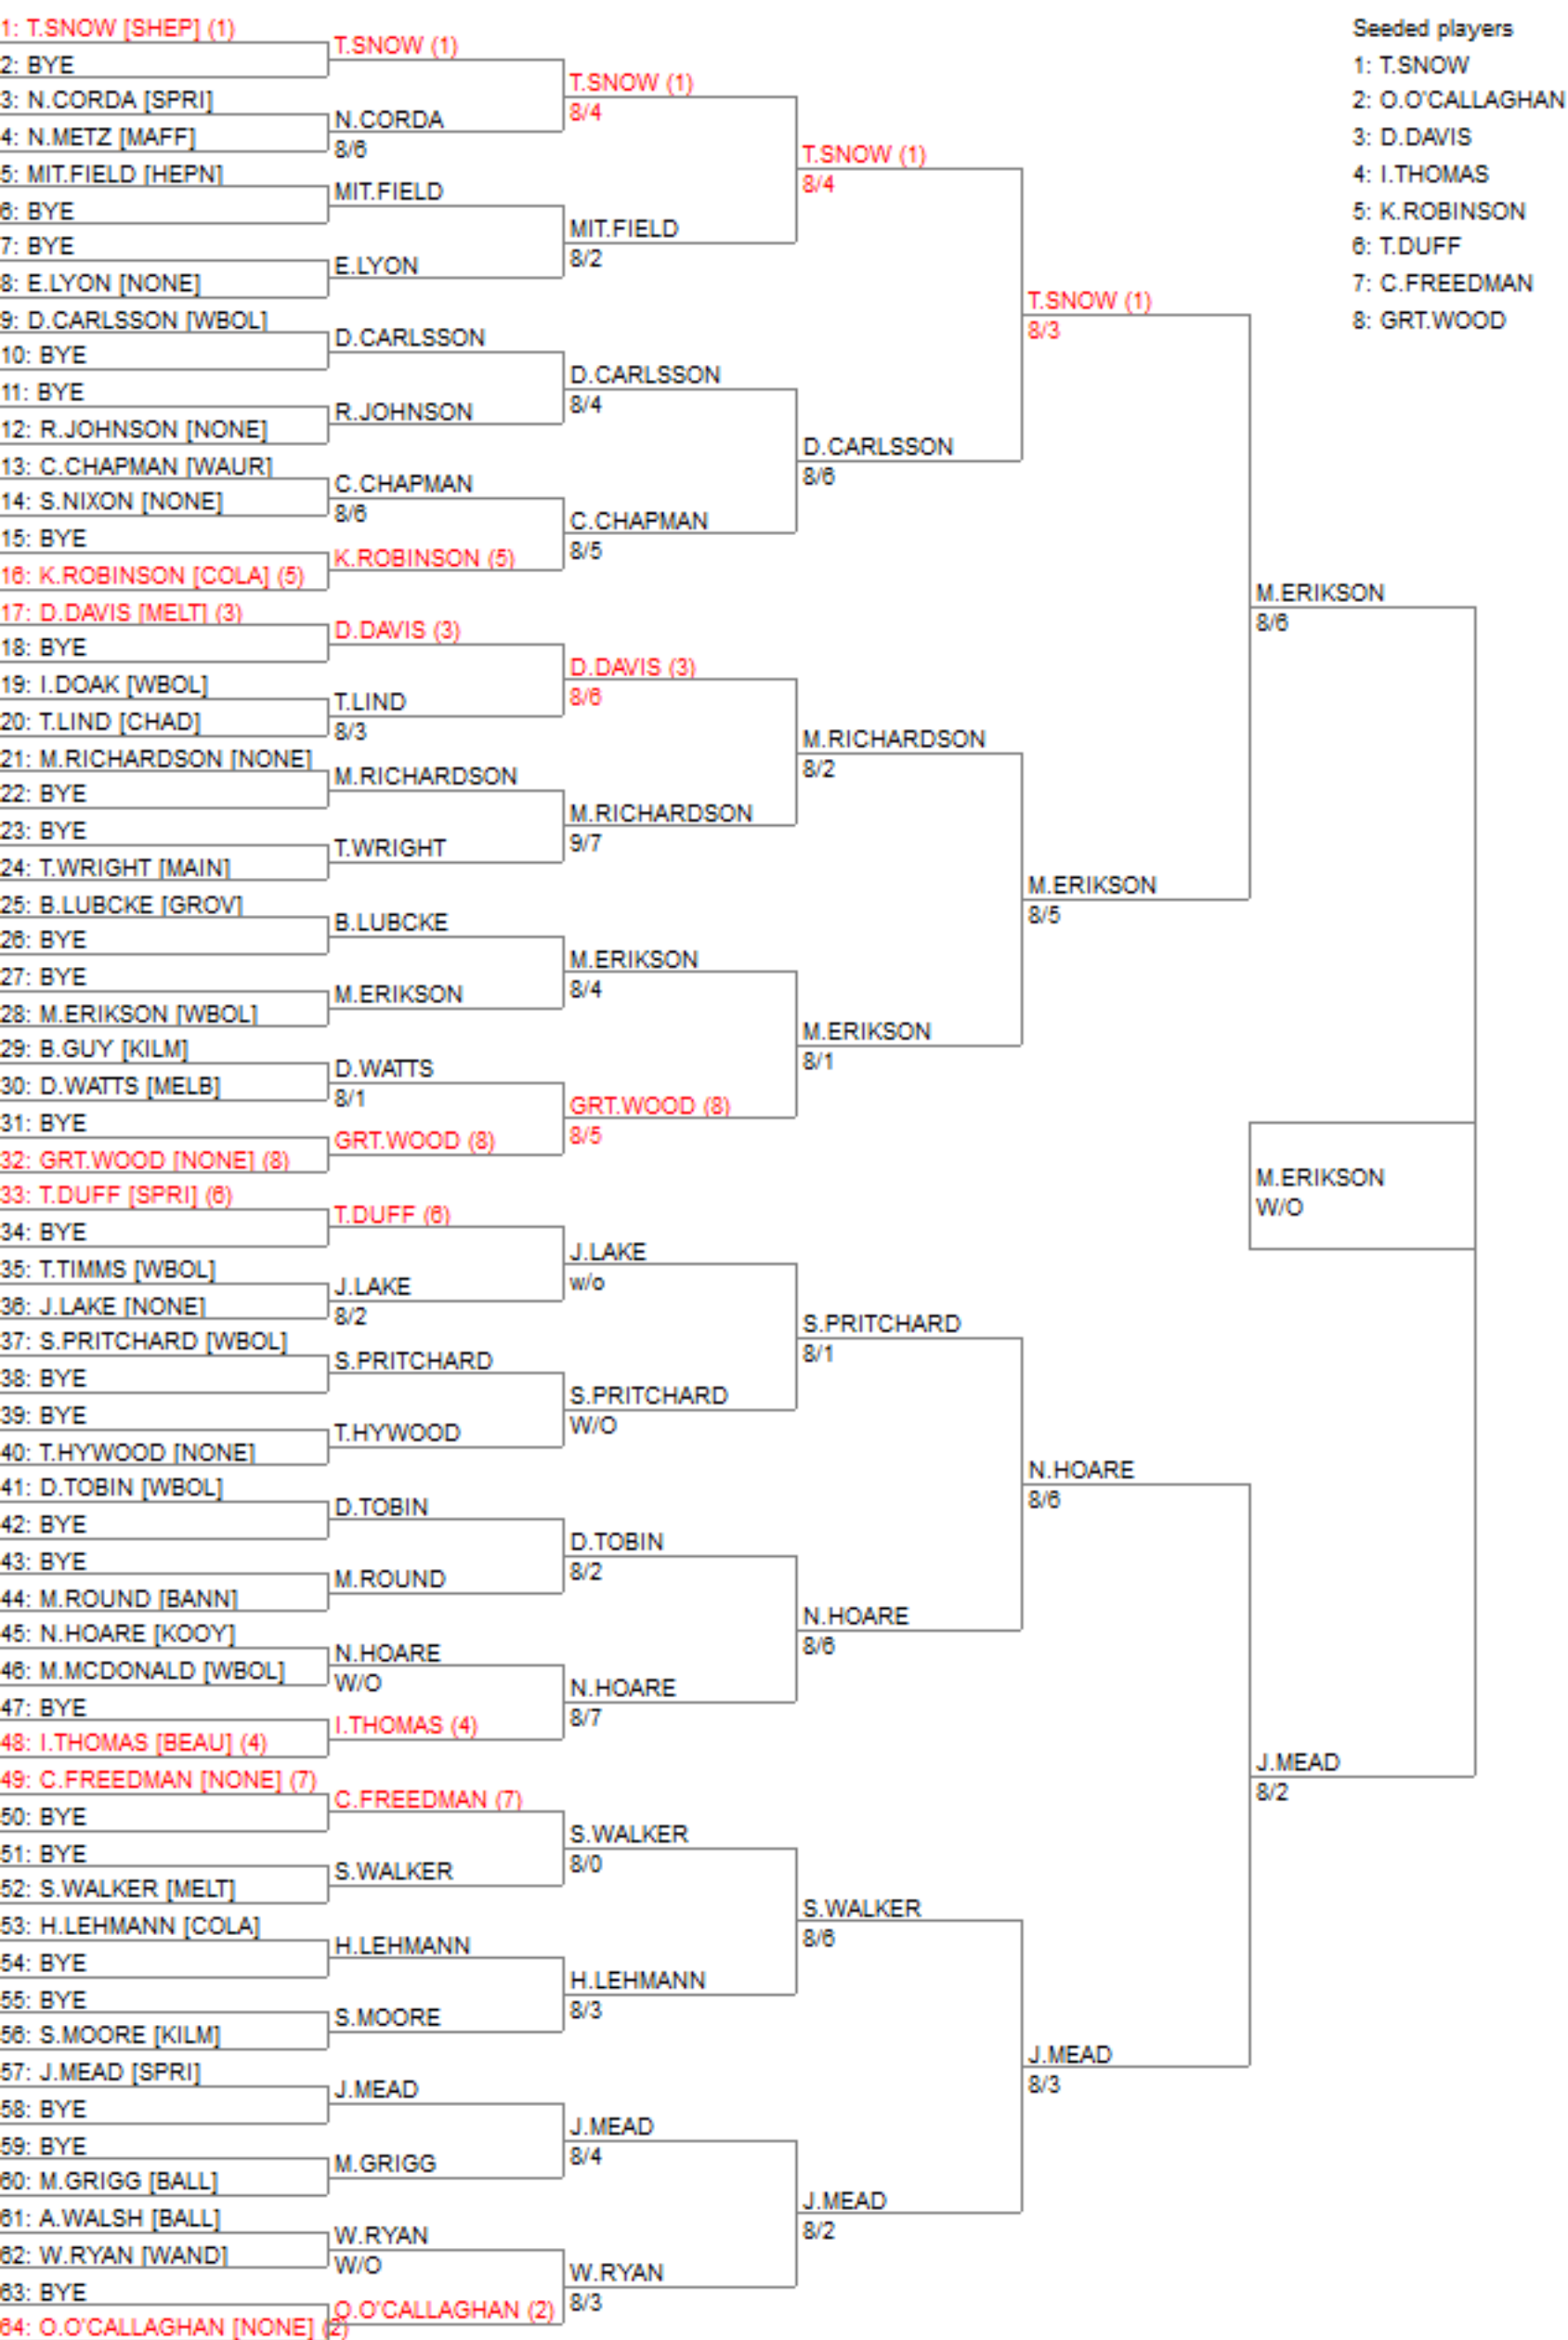 1: T.SNOW [SHEP] (1)
2: BYE
3: N.CORDA [SPRI]
4: N.METZ [MAFF]
5: MIT.FIELD [HEPN]
6: BYE
7: BYE
8: E.LYON [NONE]
9: D.CARLSSON [WBOL]
10: BYE
11: BYE
12: R.JOHNSON [NONE]
13: C.CHAPMAN [WAUR]
14: S.NIXON [NONE]
15: BYE
16: K.ROBINSON [COLA] (5)
17: D.DAVIS [MELT] (3)
18: BYE
19: I.DOAK [WBOL]
20: T.LIND [CHAD]
21: M.RICHARDSON [NONE]
22: BYE
23: BYE
24: T.WRIGHT [MAIN]
25: B.LUBCKE [GROV]
26: BYE
27: BYE
28: M.ERIKSON [WBOL]
29: B.GUY [KILM]
30: D.WATTS [MELB]
31: BYE
32: GRT.WOOD [NONE] (8)
33: T.DUFF [SPRI] (6)
34: BYE
35: T.TIMMS [WBOL]
36: J.LAKE [NONE]
37: S.PRITCHARD [WBOL]
38: BYE
39: BYE
40: T.HYWOOD [NONE]
41: D.TOBIN [WBOL]
42: BYE
43: BYE
44: M.ROUND [BANN]
45: N.HOARE [KOOY]
46: M.MCDONALD [WBOL]
47: BYE
48: I.THOMAS [BEAU] (4)
49: C.FREEDMAN [NONE] (7)
50: BYE
51: BYE
52: S.WALKER [MELT]
53: H.LEHMANN [COLA]
54: BYE
55: BYE
56: S.MOORE [KILM]
57: J.MEAD [SPRI]
58: BYE
59: BYE
60: M.GRIGG [BALL]
61: A.WALSH [BALL]
62: W.RYAN [WAND]
63: BYE
64: O.O'CALLAGHAN [NONE] (2)
T.SNOW (1)
N.CORDA
8/6
MIT.FIELD
E.LYON
D.CARLSSON
R.JOHNSON
C.CHAPMAN
8/6
K.ROBINSON (5)
D.DAVIS (3)
T.LIND
8/3
M.RICHARDSON
T.WRIGHT
B.LUBCKE
M.ERIKSON
D.WATTS
8/1
GRT.WOOD (8)
T.DUFF (6)
J.LAKE
8/2
S.PRITCHARD
T.HYWOOD
D.TOBIN
M.ROUND
N.HOARE
W/O
I.THOMAS (4)
C.FREEDMAN (7)
S.WALKER
H.LEHMANN
S.MOORE
J.MEAD
M.GRIGG
W.RYAN
W/O
O.O'CALLAGHAN (2)
T.SNOW (1)
8/4
MIT.FIELD
8/2
D.CARLSSON
8/4
C.CHAPMAN
8/5
D.DAVIS (3)
8/6
M.RICHARDSON
9/7
M.ERIKSON
8/4
GRT.WOOD (8)
8/5
J.LAKE
w/o
S.PRITCHARD
W/O
D.TOBIN
8/2
N.HOARE
8/7
S.WALKER
8/0
H.LEHMANN
8/3
J.MEAD
8/4
W.RYAN
8/3
T.SNOW (1)
8/4
D.CARLSSON
8/6
M.RICHARDSON
8/2
M.ERIKSON
8/1
S.PRITCHARD
8/1
N.HOARE
8/6
S.WALKER
8/6
J.MEAD
8/2
T.SNOW (1)
8/3
M.ERIKSON
8/5
N.HOARE
8/6
J.MEAD
8/3
M.ERIKSON
8/6
J.MEAD
8/2
M.ERIKSON
W/O
Seeded players
1: T.SNOW
2: O.O'CALLAGHAN
3: D.DAVIS
4: I.THOMAS
5: K.ROBINSON
6: T.DUFF
7: C.FREEDMAN
8: GRT.WOOD